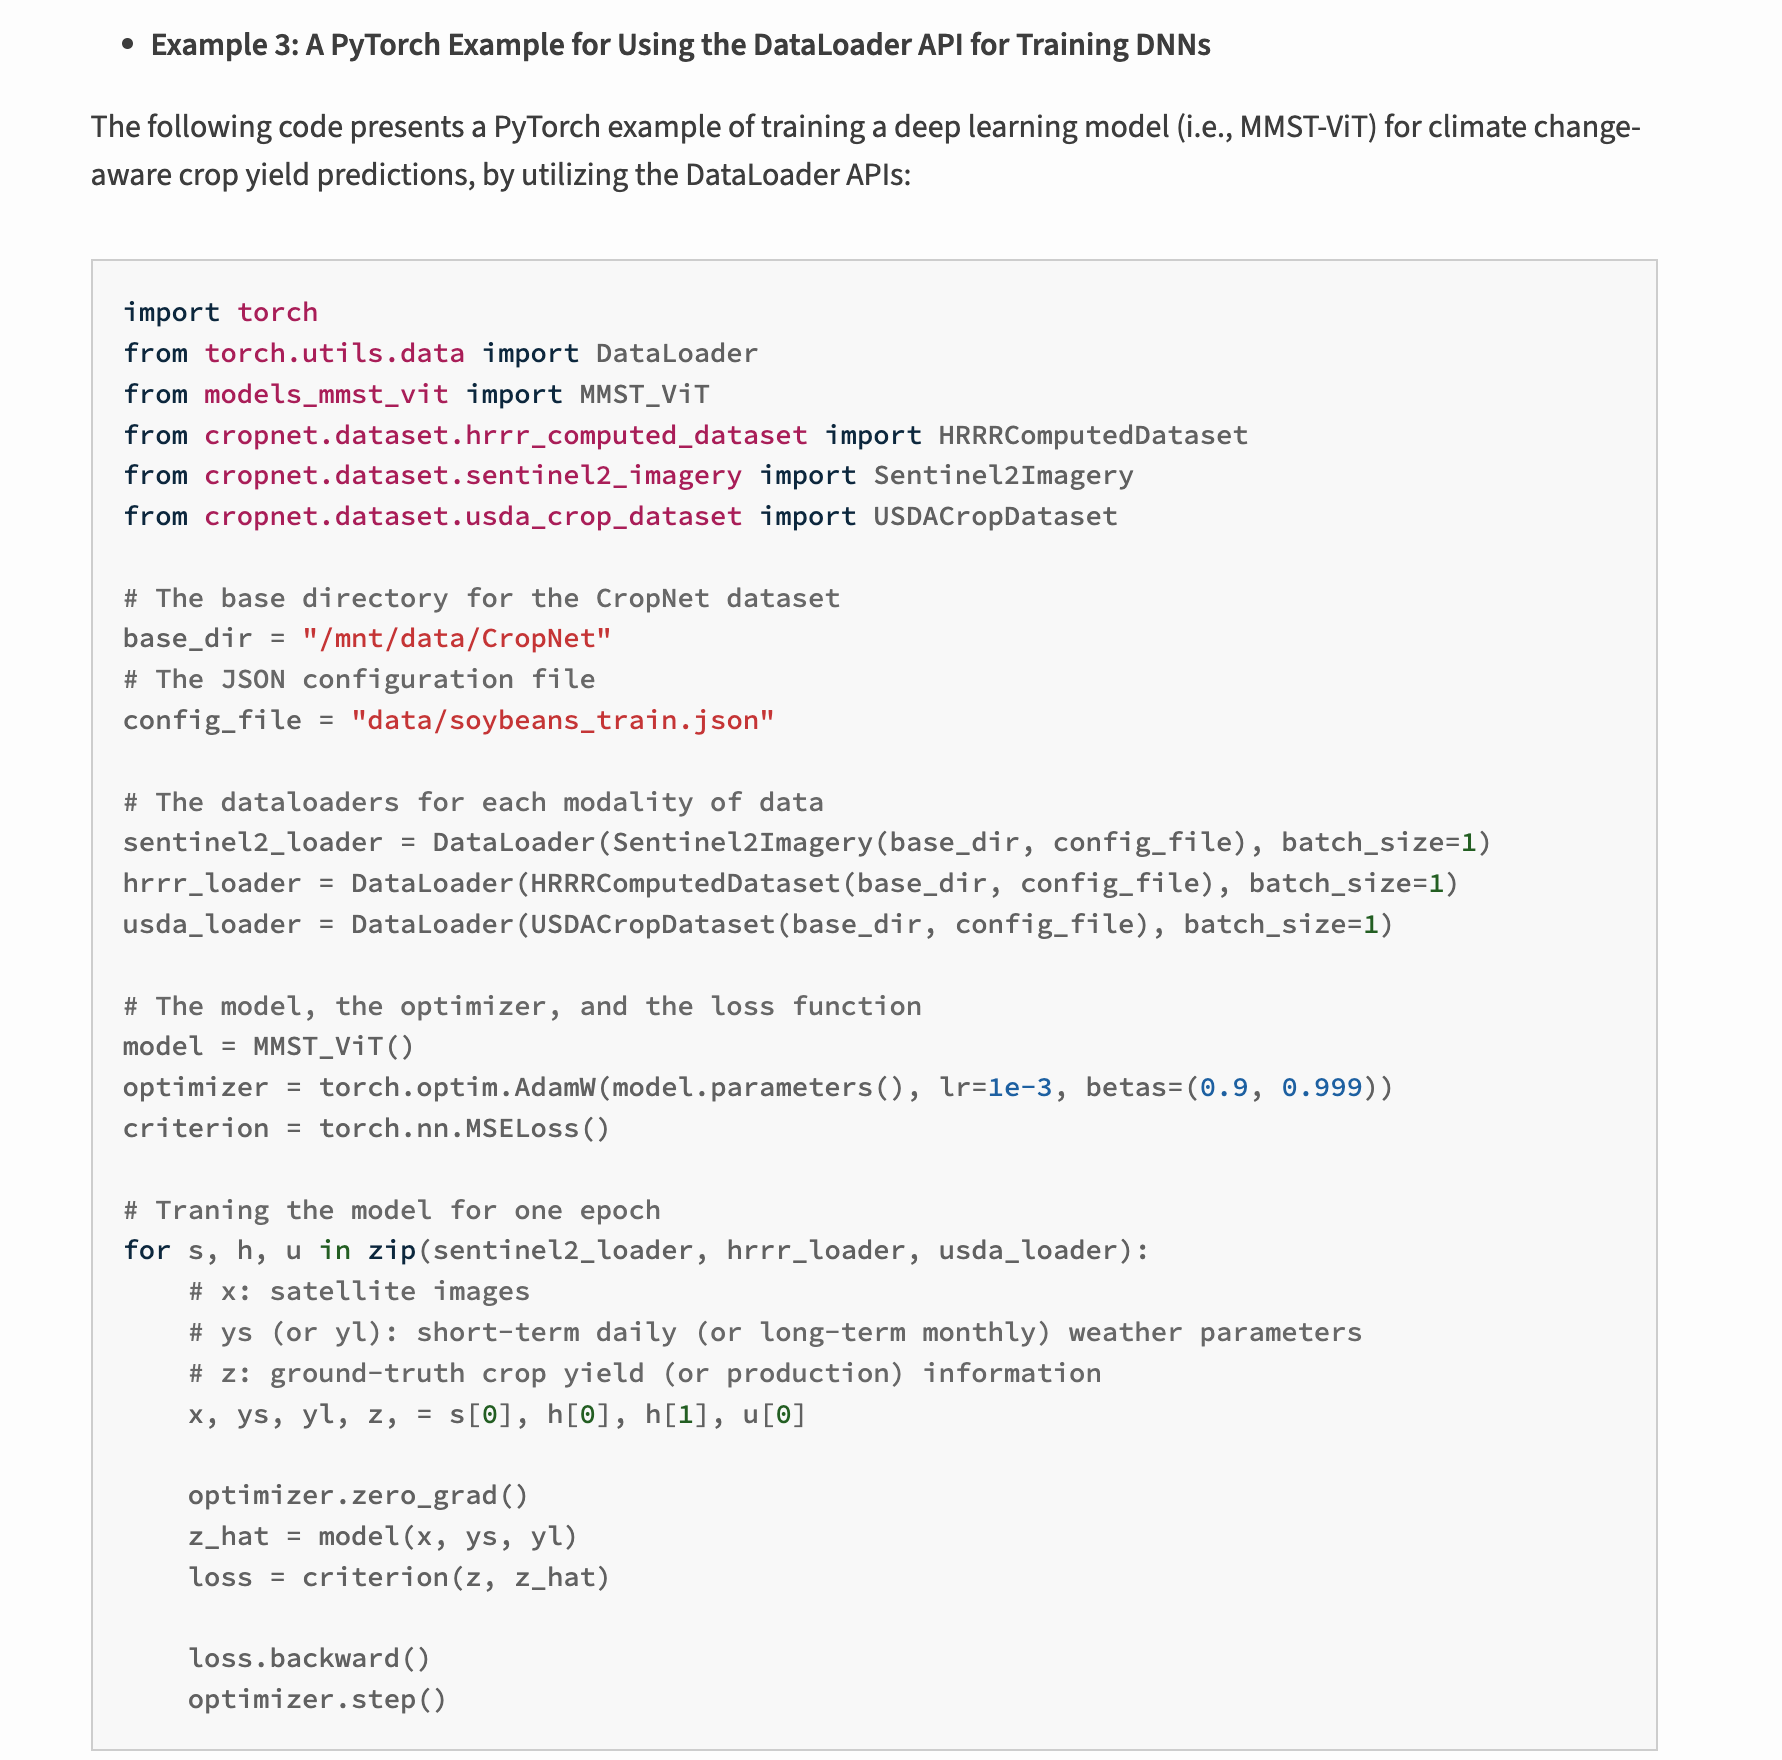 • Example 3: A PyTorch Example for Using the DataLoader API for Training DNNs
The following code presents a PyTorch example of training a deep learning model (i.e., MMST-ViT) for climate change-
aware crop yield predictions, by utilizing the DataLoader APIs:
import torch
from torch.utils.data import DataLoader
from models_mmst_vit import MMST_ViT
from cropnet.dataset.hrrr_computed_dataset import HRRRComputedDataset
from cropnet.dataset.sentinel2_imagery import Sentinel2Imagery
from cropnet.dataset.usda_crop_dataset import USDACropDataset
# The base directory for the CropNet dataset
base_dir = "/mnt/data/CropNet"
# The JSON configuration file
config_file = "data/soybeans_train.json"
# The dataloaders for each modality of data
sentinel2_loader = DataLoader(Sentinel2Imagery(base_dir, config_file), batch_size=1)
hrrr_loader = DataLoader(HRRRComputedDataset(base_dir, config_file), batch_size=1)
usda_loader = DataLoader(USDACropDataset(base_dir, config_file), batch_size=1)
# The model, the optimizer, and the loss function
model = MMST_ViT()
optimizer = torch.optim.AdamW(model.parameters(), lr=1e-3, betas=(0.9, 0.999))
criterion = torch.nn.MSELoss()
# Traning the model for one epoch
for s, h, u in zip(sentinel2_loader, hrrr_loader, usda_loader):
    # x: satellite images
    # ys (or yl): short-term daily (or long-term monthly) weather parameters
    # z: ground-truth crop yield (or production) information
    x, ys, yl, z, = s[0], h[0], h[1], u[0]
    optimizer.zero_grad()
    z_hat = model(x, ys, yl)
    loss = criterion(z, z_hat)
    loss.backward()
    optimizer.step()